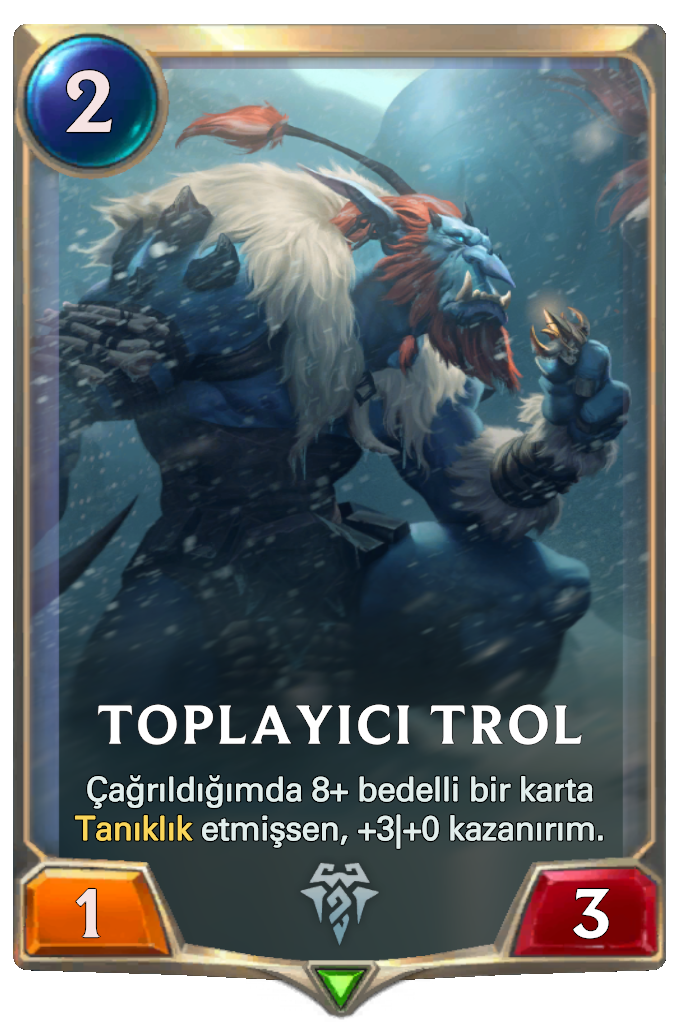 2
TOPLAYICI TROL
Çağrıldığımda 8+ bedelli bir karta
Tanıklık etmişsen, +3|+0 kazanırım.
1
3